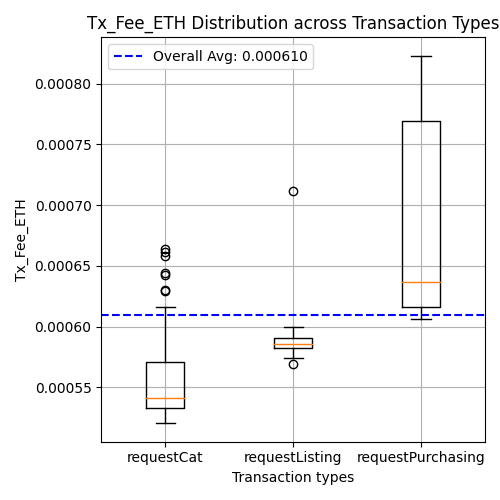 Tx_Fee_ETH Distribution across Transaction Types
Overall Avg: 0.000610
0.00080
0.00075
0.00070
0.00065
0.00060
0.00055
Tx_Fee_ETH
requestCat requestListing requestPurchasing
Transaction types